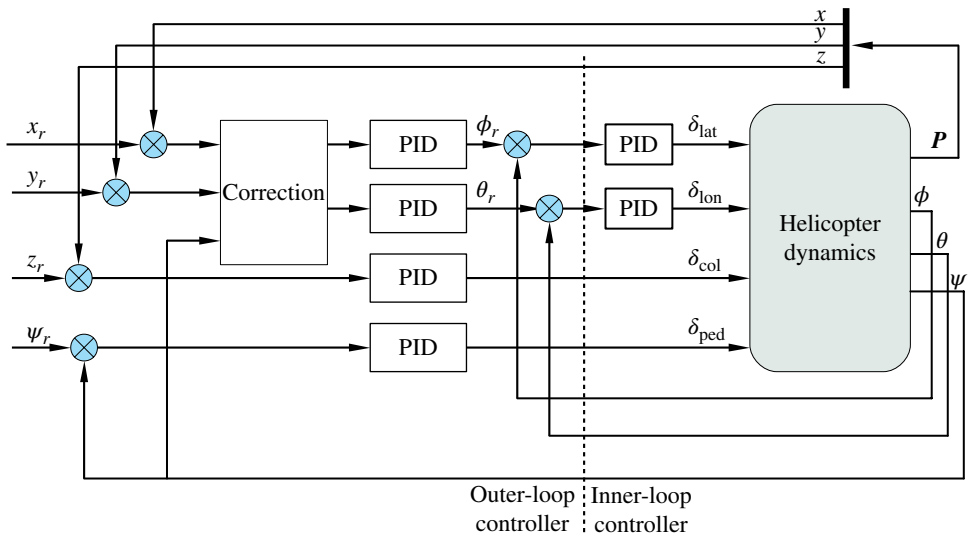 x
y
z
x_r
PID
ϕ_r
PID
δ_lat
P
y_r
Correction
PID
θ_r
PID
δ_lon
ϕ
Helicopter
dynamics
θ
z_r
PID
δ_col
ψ
ψ_r
PID
δ_ped
Outer-loop
controller
Inner-loop
controller